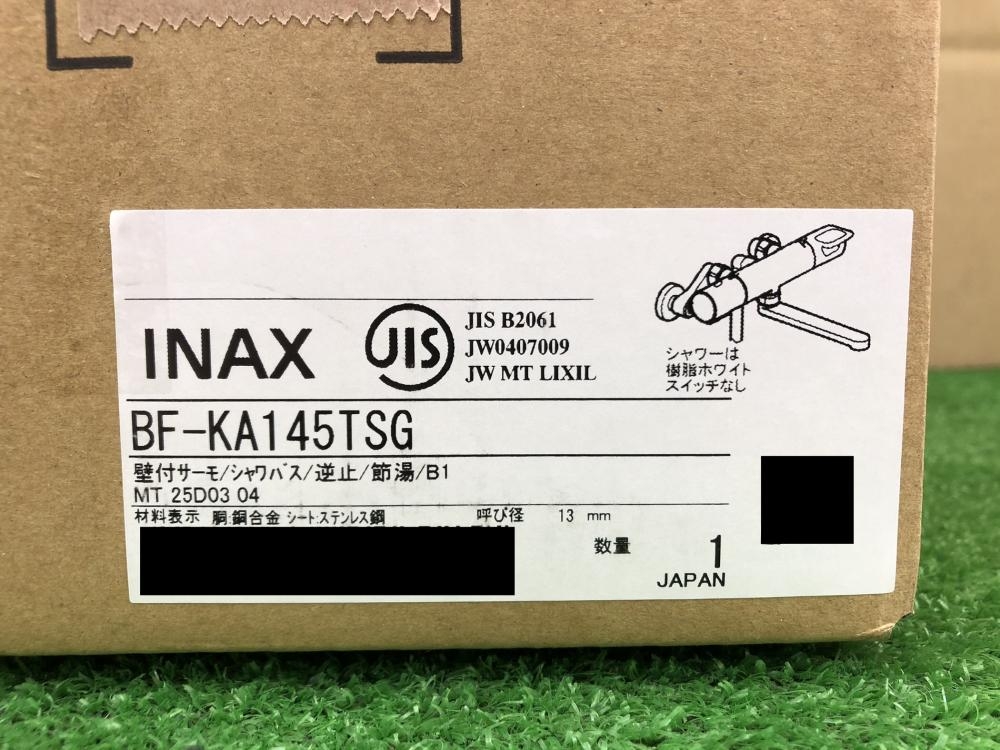 INAX
JIS
JIS B2061
JW0407009
JW MT LIXIL
シャワーは
樹脂ホワイト
スイッチなし
BF-KA145TSG
壁付サーモ/シャワバス/逆止/節湯/B1
MT 25D03 04
材料表示 胴:銅合金 シート:ステンレス鋼 呼び径 13 mm
数量 1
JAPAN